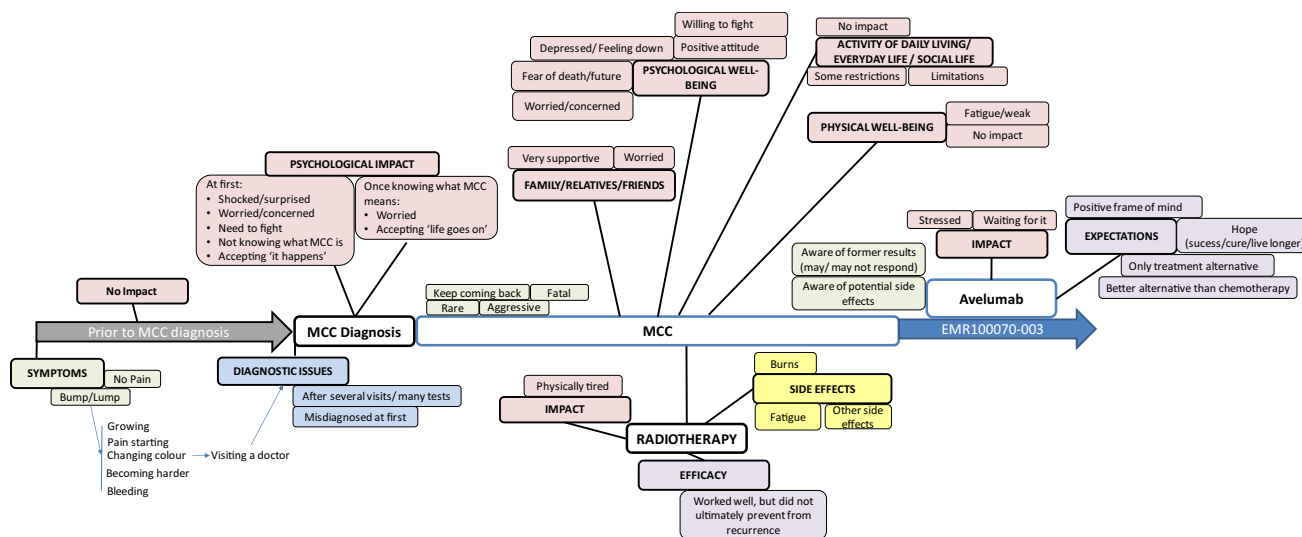 Willing to fight
Depressed/ Feeling down
Positive attitude
Fear of death/future
PSYCHOLOGICAL WELL-
BEING
Worried/concerned
No impact
ACTIVITY OF DAILY LIVING/
EVERYDAY LIFE / SOCIAL LIFE
Some restrictions
Limitations
PHYSICAL WELL-BEING
Fatigue/weak
No impact
Very supportive
Worried
FAMILY/RELATIVES/FRIENDS
PSYCHOLOGICAL IMPACT
At first:
• Shocked/surprised
• Worried/concerned
• Need to fight
• Not knowing what MCC is
• Accepting ‘it happens’
Once knowing what MCC
means:
• Worried
• Accepting ‘life goes on’
Stressed
Waiting for it
IMPACT
Positive frame of mind
EXPECTATIONS
Hope
(sucess/cure/live longer)
Only treatment alternative
Better alternative than chemotherapy
Aware of former results
(may/ may not respond)
Aware of potential side
effects
Avelumab
No Impact
Keep coming back
Fatal
Rare
Aggressive
Prior to MCC diagnosis
MCC Diagnosis
MCC
EMR100070-003
SYMPTOMS
No Pain
Bump/Lump
Growing
Pain starting
Changing colour
Becoming harder
Bleeding
Visiting a doctor
DIAGNOSTIC ISSUES
After several visits/ many tests
Misdiagnosed at first
Physically tired
IMPACT
Burns
SIDE EFFECTS
Fatigue
Other side
effects
RADIOTHERAPY
EFFICACY
Worked well, but did not
ultimately prevent from
recurrence